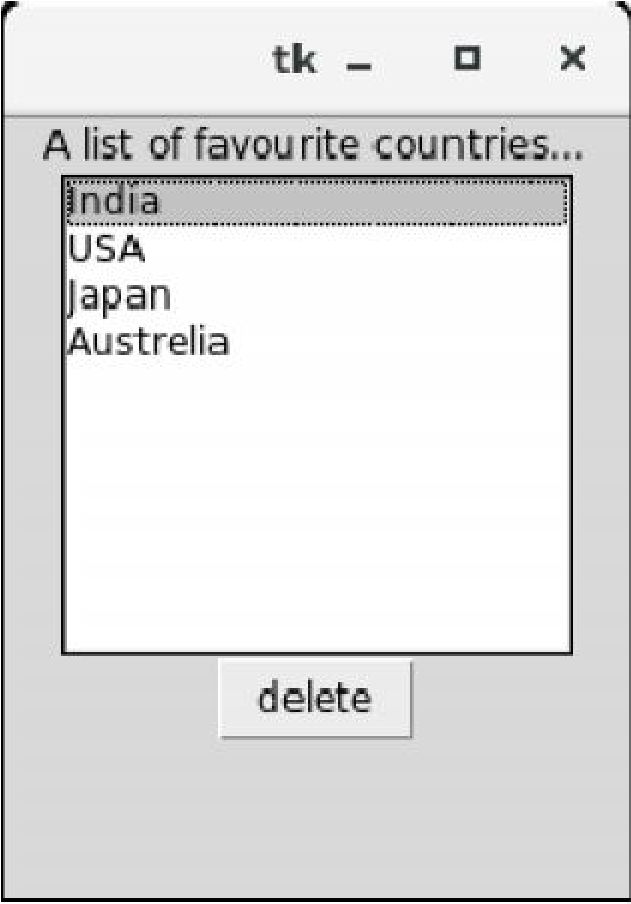 tk
A list of favourite countries...
India
USA
Japan
Austrelia
delete